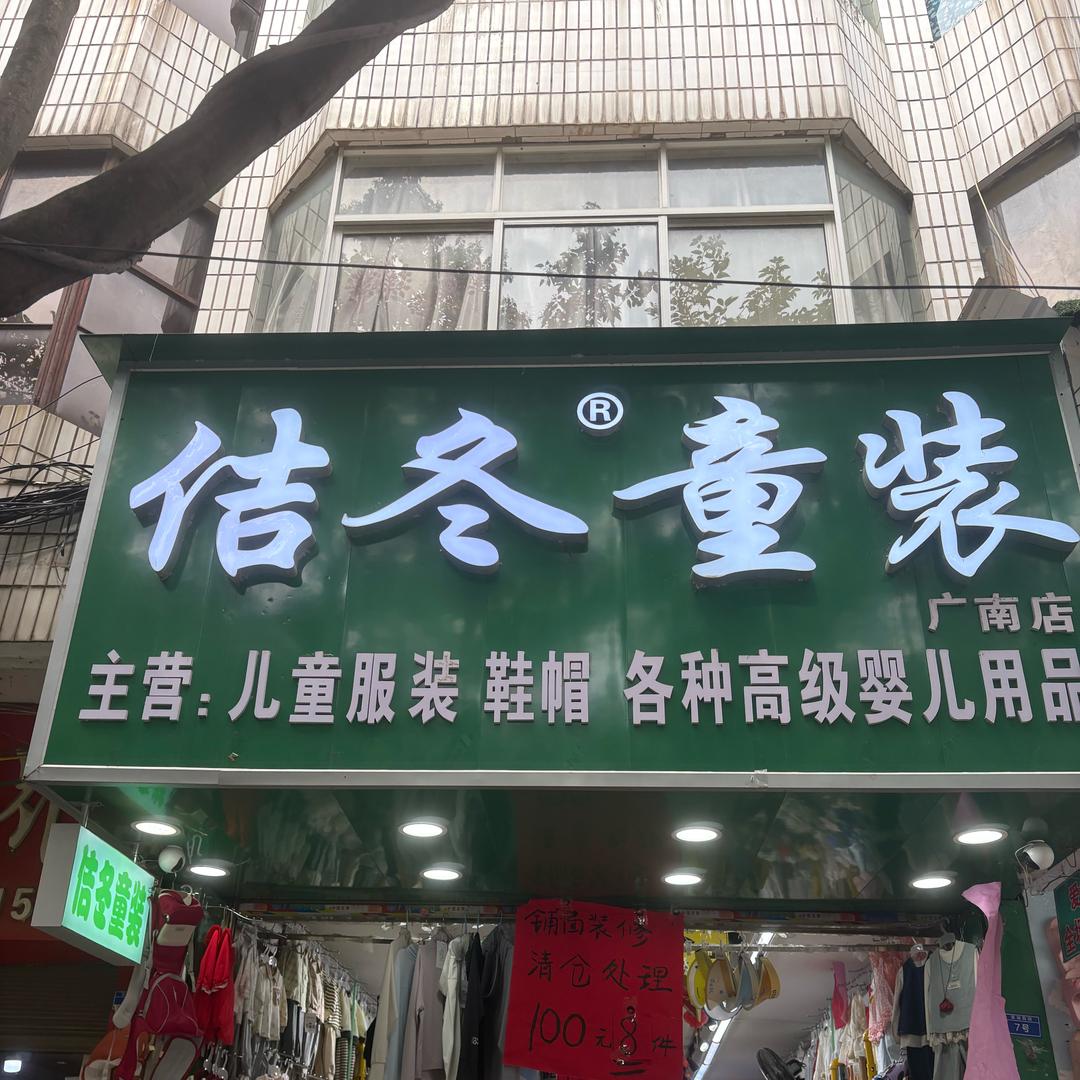 佶冬®童装
广南店
主营：儿童服装 鞋帽 各种高级婴儿用品
佶冬童装
铺面装修
清仓处理
100元8件
7号
15